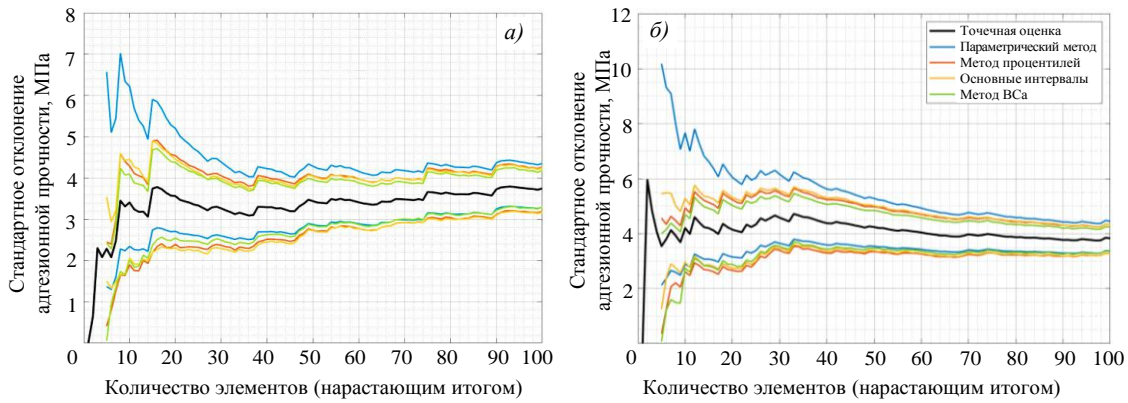 Стандартное отклонение
адгезионной прочности, МПа
8
7
6
5
4
3
2
1
0
10
20
30
40
50
60
70
80
90
100
а)
Количество элементов (нарастающим итогом)
Стандартное отклонение
адгезионной прочности, МПа
12
10
8
6
4
2
0
10
20
30
40
50
60
70
80
90
100
б)
Точечная оценка
Параметрический метод
Метод процентилей
Основные интервалы
Метод BCa
Количество элементов (нарастающим итогом)